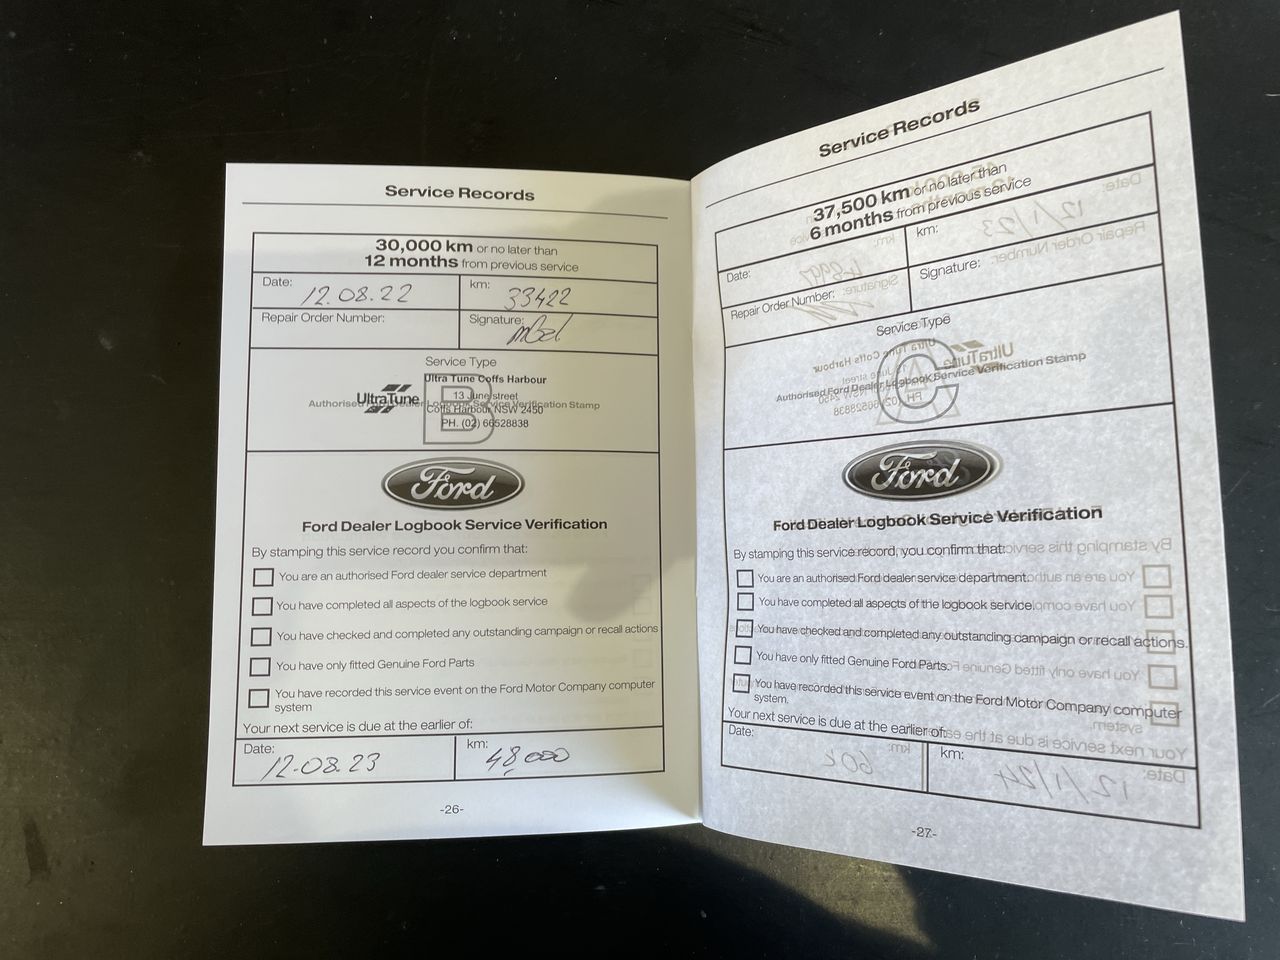 Service Records
30,000 km or no later than
12 months from previous service
Date: 12.08.22
km: 33422
Repair Order Number:
Signature:
Service Type
B
UltraTune
Ultra Tune Coffs Harbour
13 June street
Coffs Harbour NSW 2450
PH. (02) 66528838
Authorised Ford Dealer Logbook Service Verification Stamp
Ford
Ford Dealer Logbook Service Verification
By stamping this service record you confirm that:
You are an authorised Ford dealer service department
You have completed all aspects of the logbook service
You have checked and completed any outstanding campaign or recall actions
You have only fitted Genuine Ford Parts
You have recorded this service event on the Ford Motor Company computer
system
Your next service is due at the earlier of:
Date: 12.08.23
km: 48,000
-26-
Service Records
37,500 km or no later than
6 months from previous service
Date:
km:
Repair Order Number:
Signature:
Service Type
C
Authorised Ford Dealer Logbook Service Verification Stamp
Ford
Ford Dealer Logbook Service Verification
By stamping this service record, you confirm that:
You are an authorised Ford dealer service department.
You have completed all aspects of the logbook service.
You have checked and completed any outstanding campaign or recall actions.
You have only fitted Genuine Ford Parts.
You have recorded this service event on the Ford Motor Company computer
system.
Your next service is due at the earlier of:
Date:
km:
-27-